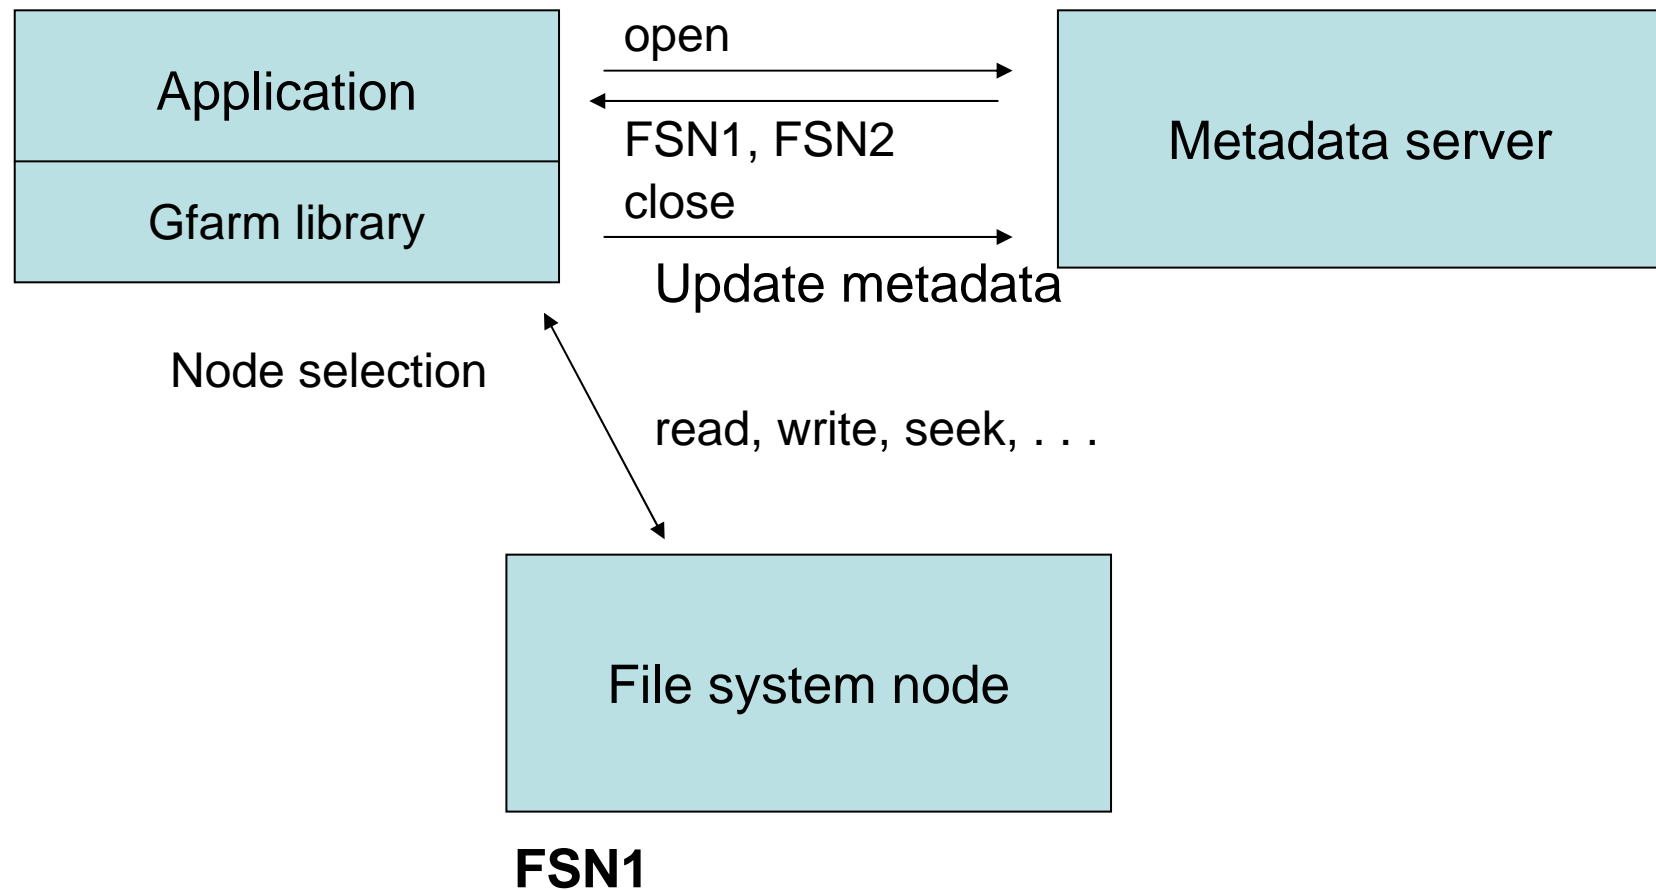 open
Application
FSN1, FSN2
Metadata server
close
Gfarm library
Update metadata
Node selection
read, write, seek, . . .
File system node
FSN1